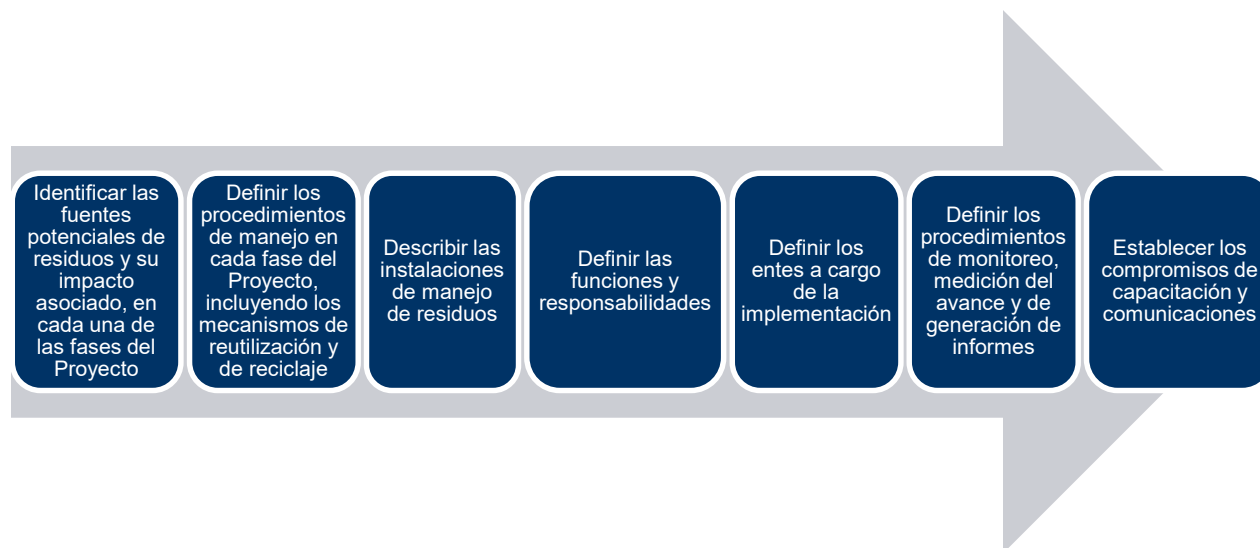 Identificar las
fuentes
potenciales de
residuos y su
impacto
asociado, en
cada una de
las fases del
Proyecto
Definir los
procedimientos
de manejo en
cada fase del
Proyecto,
incluyendo los
mecanismos de
reutilización y
de reciclaje
Describir las
instalaciones
de manejo
de residuos
Definir las
funciones y
responsabilidades
Definir los
entes a cargo
de la
implementación
Definir los
procedimientos
de monitoreo,
medición del
avance y de
generación de
informes
Establecer los
compromisos de
capacitación y
comunicaciones